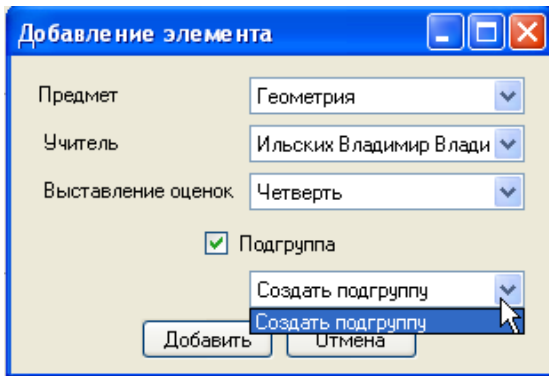 Добавление элемента
Предмет
Геометрия
Учитель
Ильских Владимир Влади
Выставление оценок
Четверть
Подгруппа
Создать подгруппу
Создать подгруппу
Добавить
Отмена